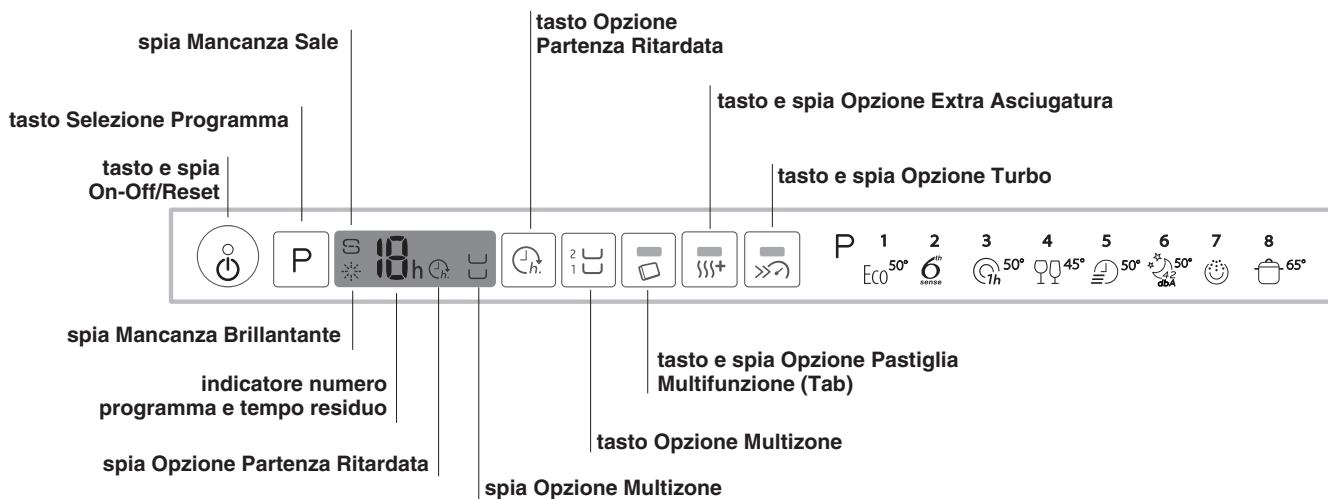 tasto Opzione
Partenza Ritardata
spia Mancanza Sale
tasto e spia Opzione Extra Asciugatura
tasto Selezione Programma
tasto e spia
On-Off/Reset
tasto e spia Opzione Turbo
P
18h
h.
h.
2
1
P
1
Eco 50°
2
6th
sense
3
1h
50°
4
45°
5
50°
6
50°
42
dbA
7
8
65°
spia Mancanza Brillantante
tasto e spia Opzione Pastiglia
Multifunzione (Tab)
indicatore numero
programma e tempo residuo
tasto Opzione Multizone
spia Opzione Partenza Ritardata
spia Opzione Multizone